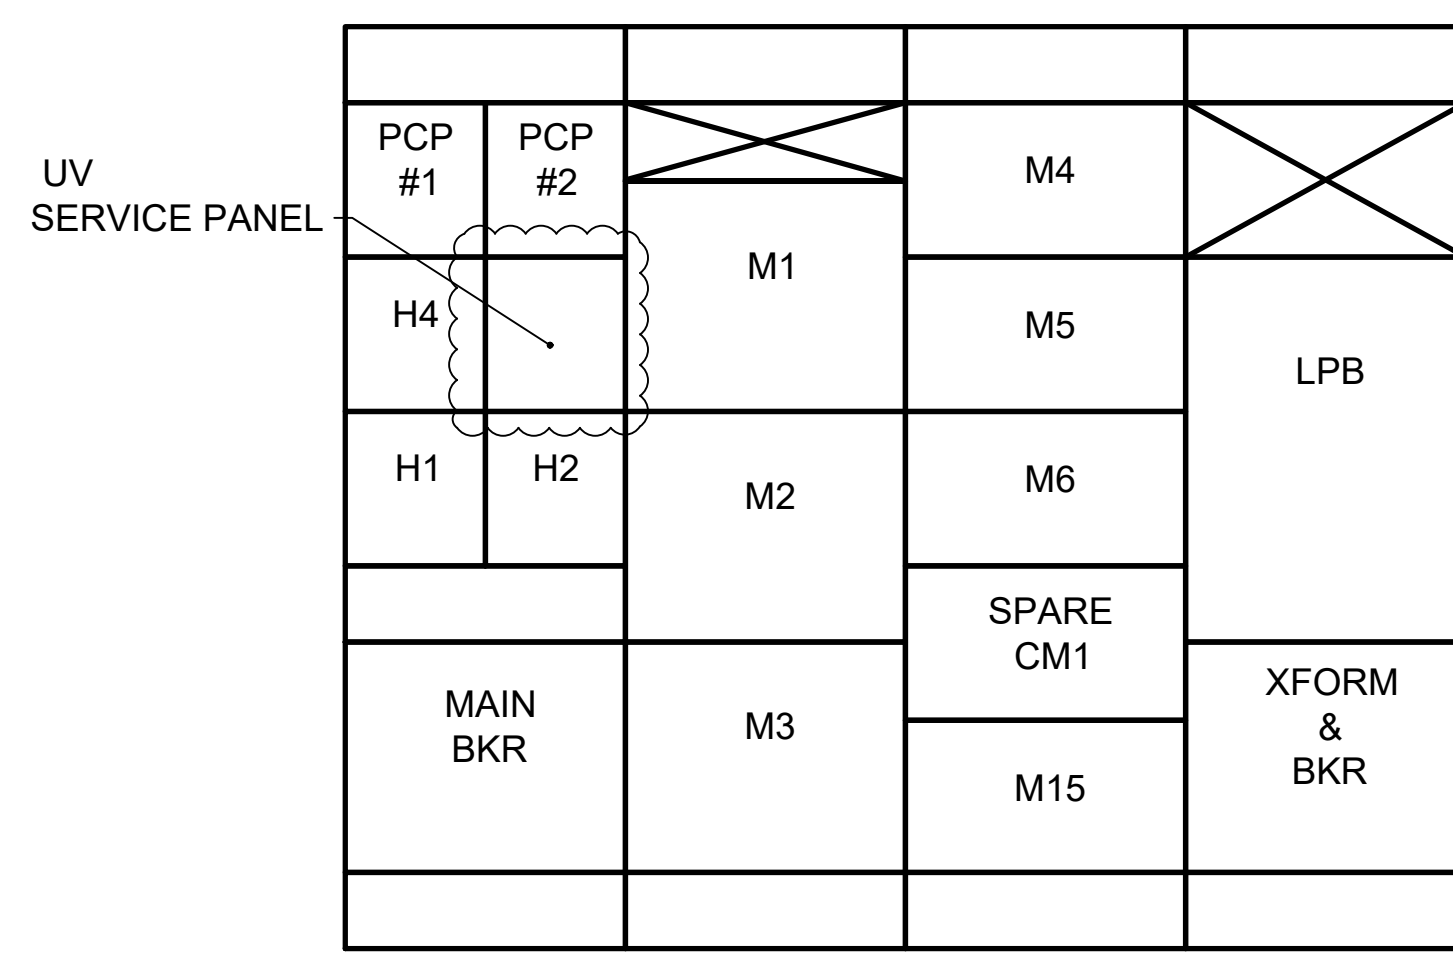 UV
SERVICE PANEL
PCP
#1
PCP
#2
H4
H1
H2
MAIN
BKR
M1
M2
M3
M4
M5
M6
SPARE
CM1
M15
LPB
XFORM
&
BKR